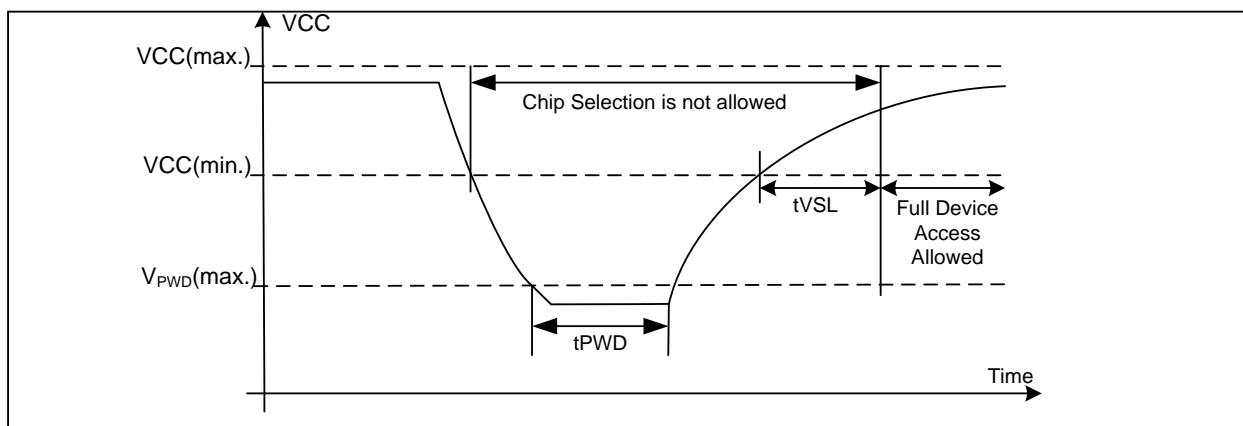 VCC
VCC(max.)
Chip Selection is not allowed
VCC(min.)
tVSL
Full Device
Access
Allowed
VPWD(max.)
tPWD
Time